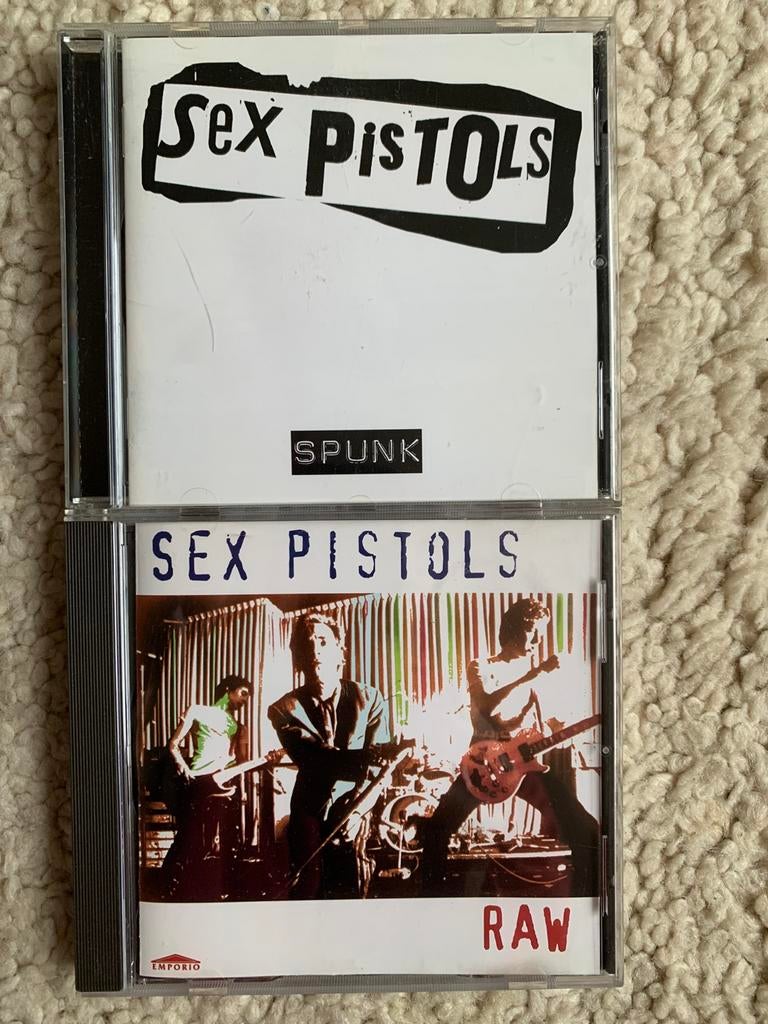 Sex PiSTOLS
SPUNK
SEX PISTOLS
RAW
EMPORIO